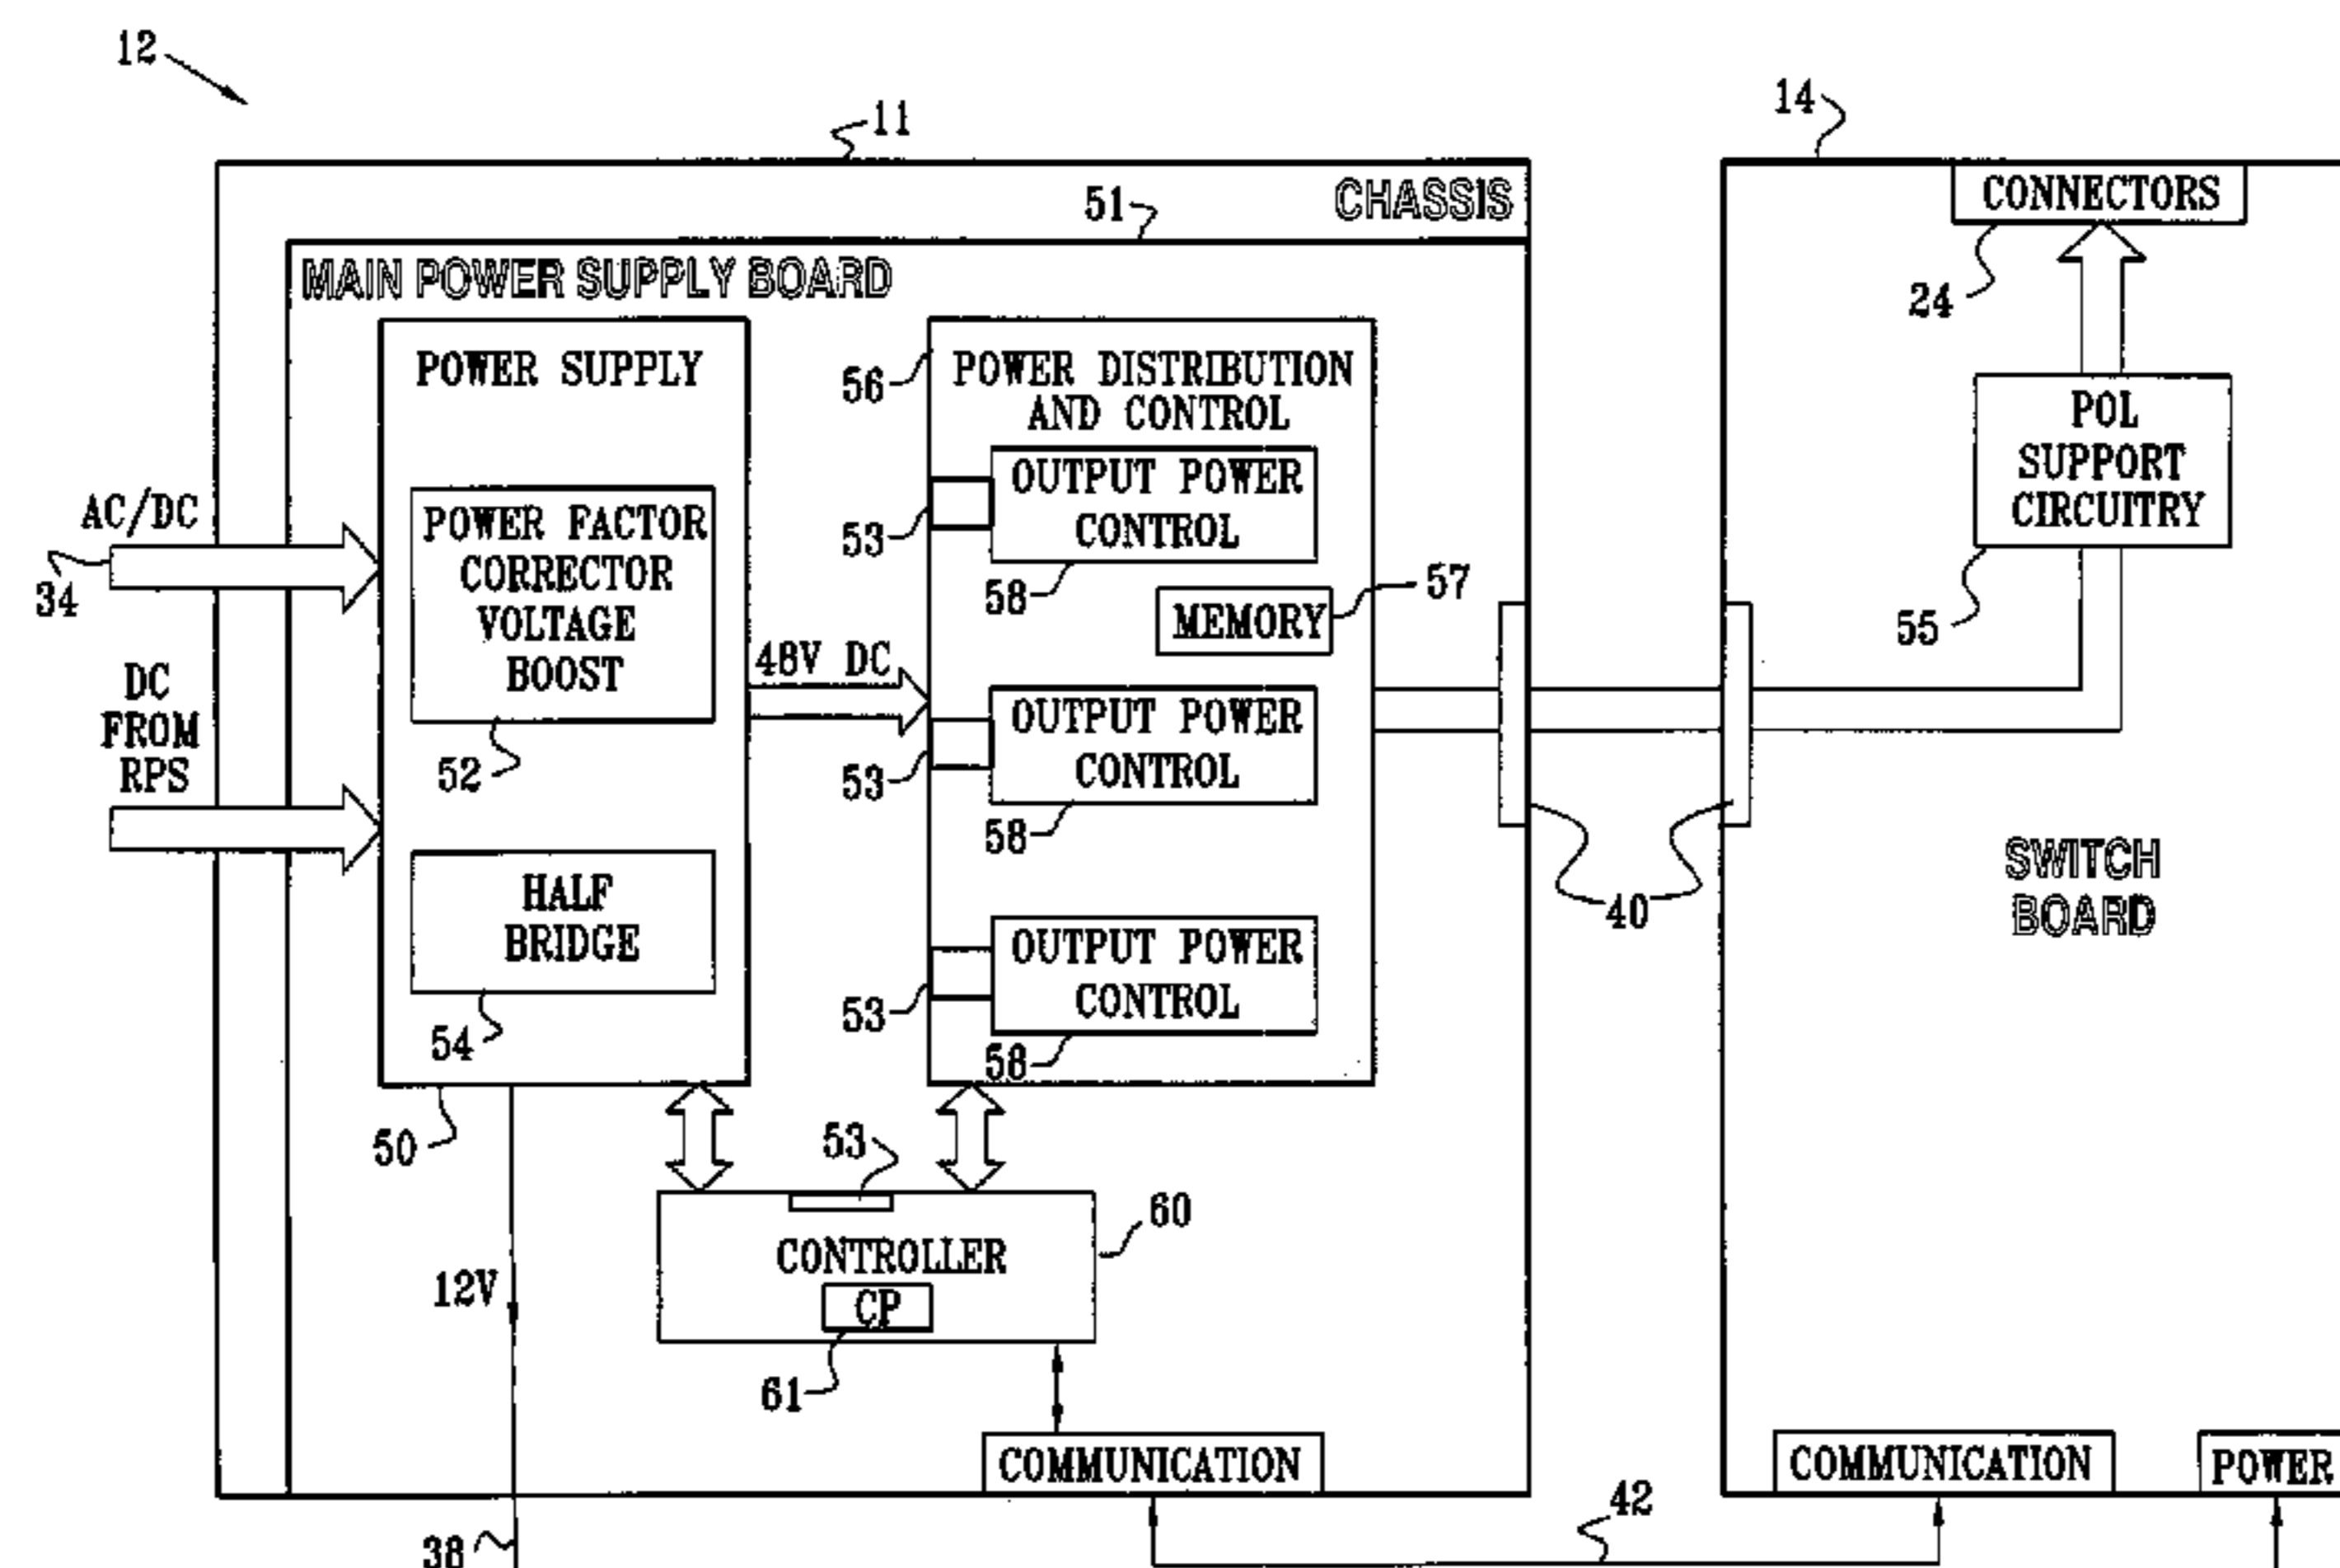 12
11
14
CHASSIS
51
CONNECTORS
MAIN POWER SUPPLY BOARD
24
POWER SUPPLY
56
POWER DISTRIBUTION
AND CONTROL
POL
SUPPORT
CIRCUITRY
55
AC/DC
34
POWER FACTOR
CORRECTOR
VOLTAGE
BOOST
52
OUTPUT POWER
CONTROL
53
58
MEMORY
57
48V DC
DC
FROM
RPS
OUTPUT POWER
CONTROL
53
58
40
SWITCH
BOARD
HALF
BRIDGE
54
OUTPUT POWER
CONTROL
53
58
50
53
60
CONTROLLER
CP
61
12V
COMMUNICATION
COMMUNICATION
POWER
38
42